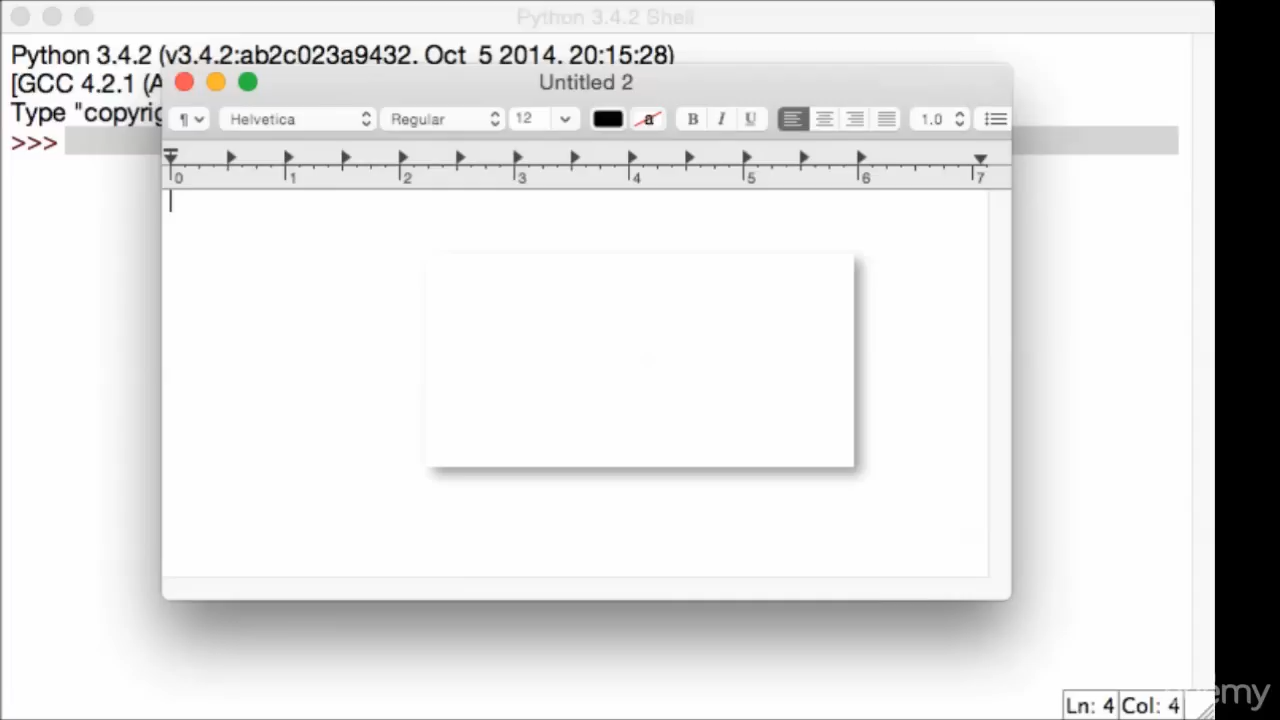 Python 3.4.2 Shell
Python 3.4.2 (v3.4.2:ab2c023a9432, Oct  5 2014, 20:15:28)
[GCC 4.2.1 (A
Type "copyrig
>>>
Untitled 2
¶ Helvetica Regular 12 a B I U 1.0
0 1 2 3 4 5 6 7
Ln: 4 Col: 4
udemy